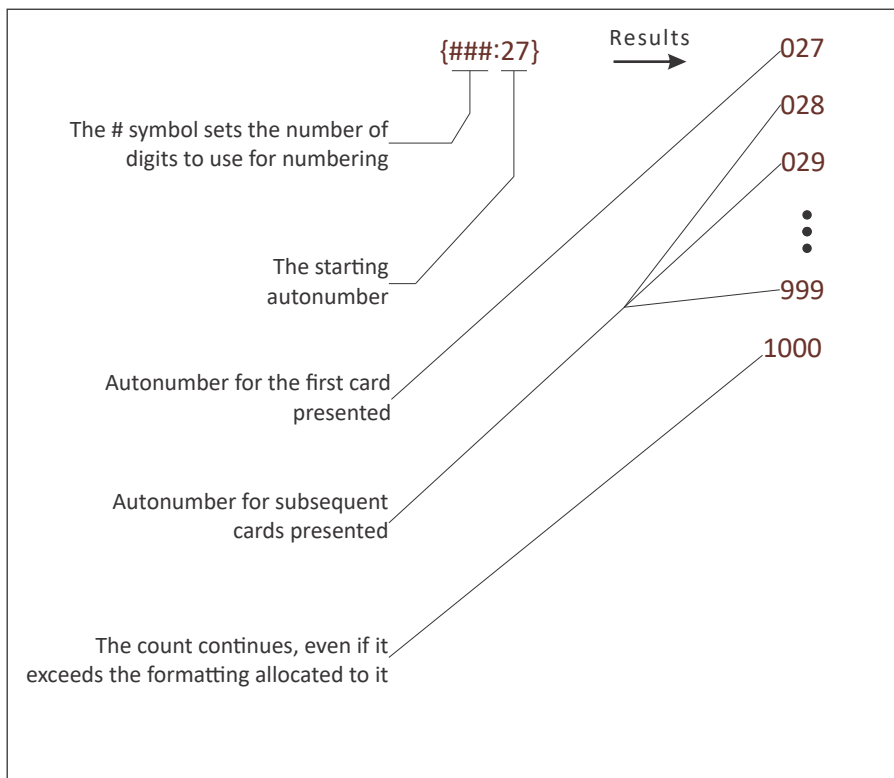 {###:27}
Results
027
028
029
999
1000
The # symbol sets the number of
digits to use for numbering
The starting
autonumber
Autonumber for the first card
presented
Autonumber for subsequent
cards presented
The count continues, even if it
exceeds the formatting allocated to it